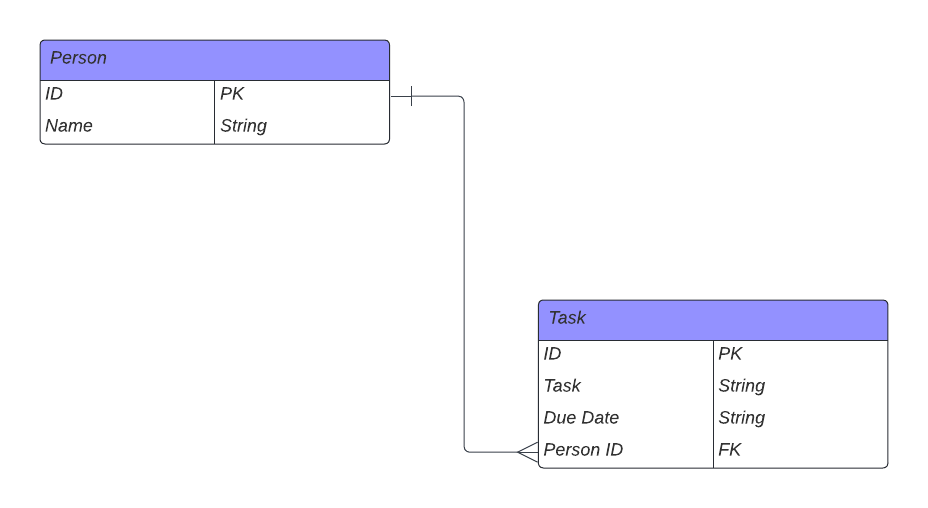 Person
ID PK
Name String
Task
ID PK
Task String
Due Date String
Person ID FK